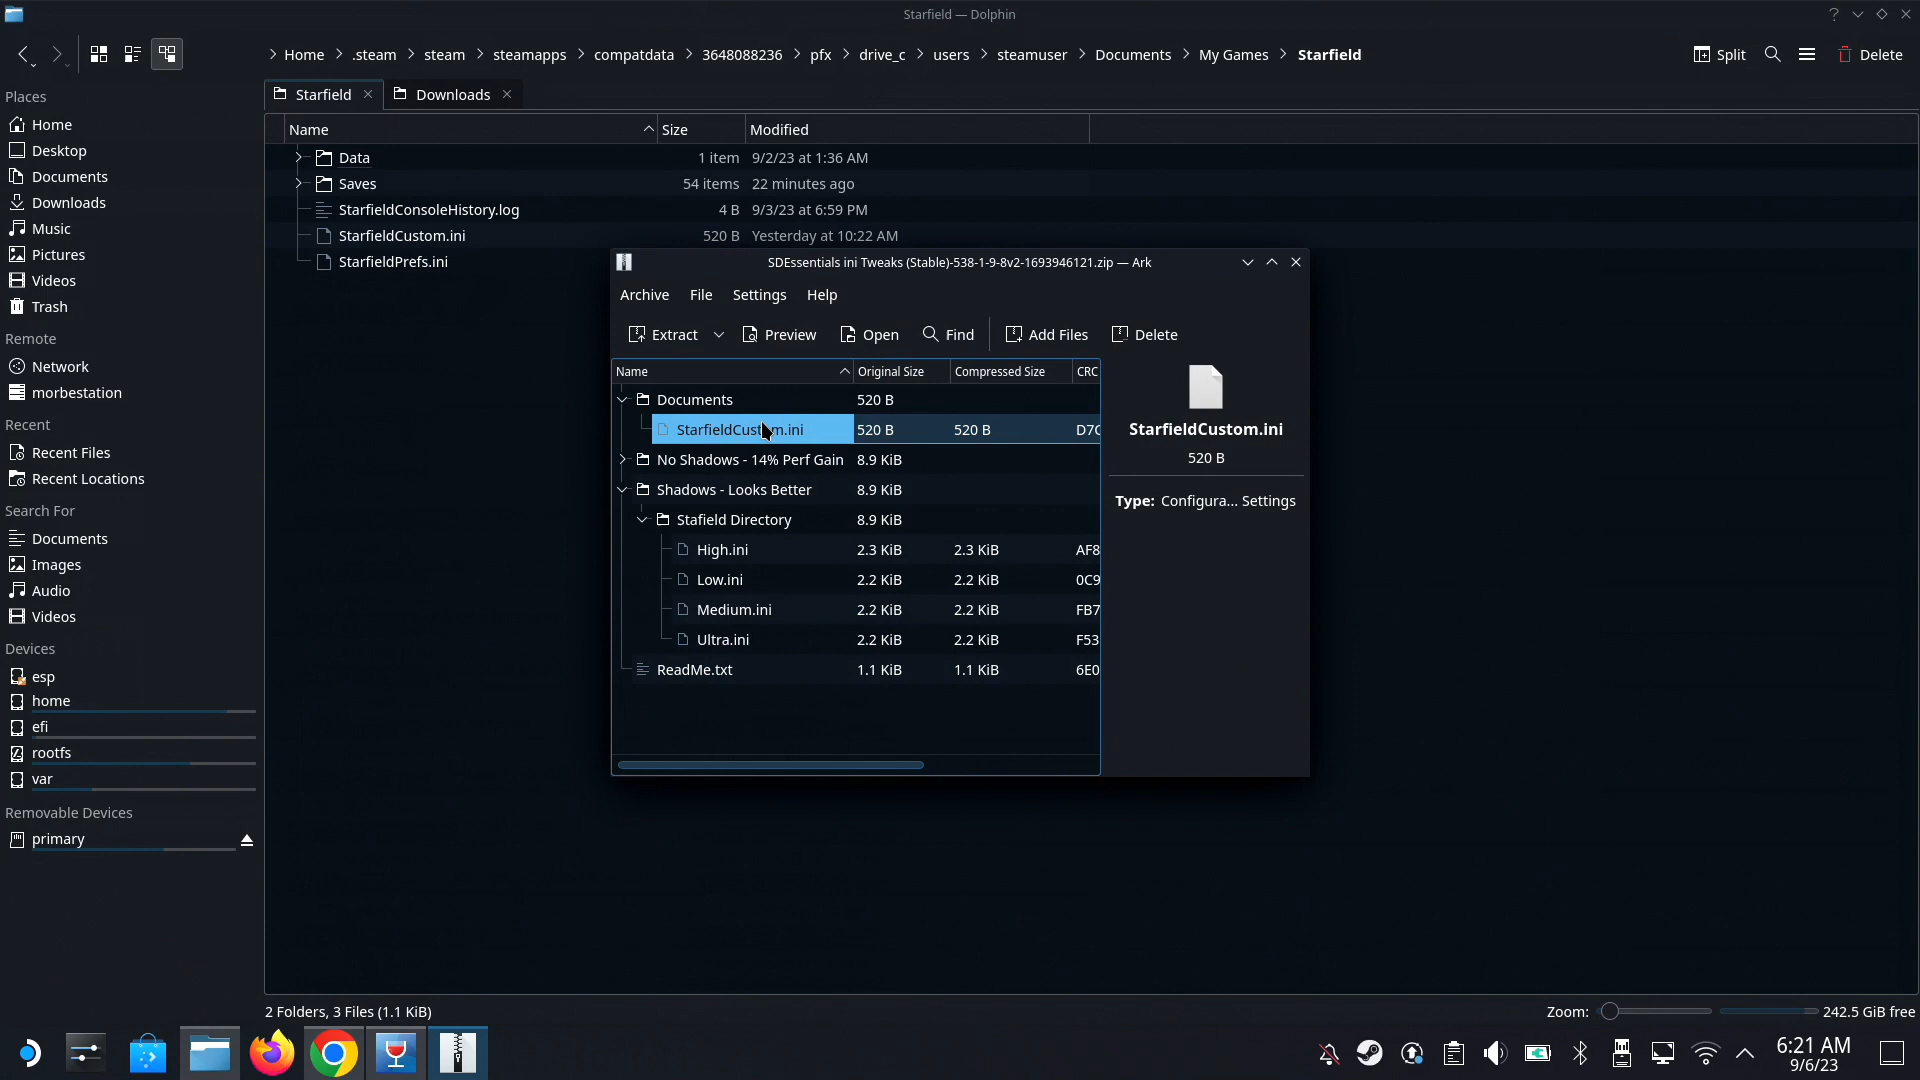 Starfield — Dolphin
Home > .steam > steam > steamapps > compatdata > 3648088236 > pfx > drive_c > users > steamuser > Documents > My Games > Starfield
Split
Delete
Places
Home
Desktop
Documents
Downloads
Music
Pictures
Videos
Trash
Remote
Network
morbestation
Recent
Recent Files
Recent Locations
Search For
Documents
Images
Audio
Videos
Devices
esp
home
efi
rootfs
var
Removable Devices
primary
Starfield
Downloads
Name Size Modified
Data 1 item 9/2/23 at 1:36 AM
Saves 54 items 22 minutes ago
StarfieldConsoleHistory.log 4 B 9/3/23 at 6:59 PM
StarfieldCustom.ini 520 B Yesterday at 10:22 AM
StarfieldPrefs.ini
SDEssentials ini Tweaks (Stable)-538-1-9-8v2-1693946121.zip — Ark
Archive File Settings Help
Extract Preview Open Find Add Files Delete
Name Original Size Compressed Size CRC
Documents 520 B
StarfieldCustom.ini 520 B 520 B D7C
No Shadows - 14% Perf Gain 8.9 KiB
Shadows - Looks Better 8.9 KiB
Stafield Directory 8.9 KiB
High.ini 2.3 KiB 2.3 KiB AF8
Low.ini 2.2 KiB 2.2 KiB 0C9
Medium.ini 2.2 KiB 2.2 KiB FB7
Ultra.ini 2.2 KiB 2.2 KiB F53
ReadMe.txt 1.1 KiB 1.1 KiB 6E0
StarfieldCustom.ini
520 B
Type: Configura... Settings
2 Folders, 3 Files (1.1 KiB)
Zoom:
242.5 GiB free
6:21 AM
9/6/23